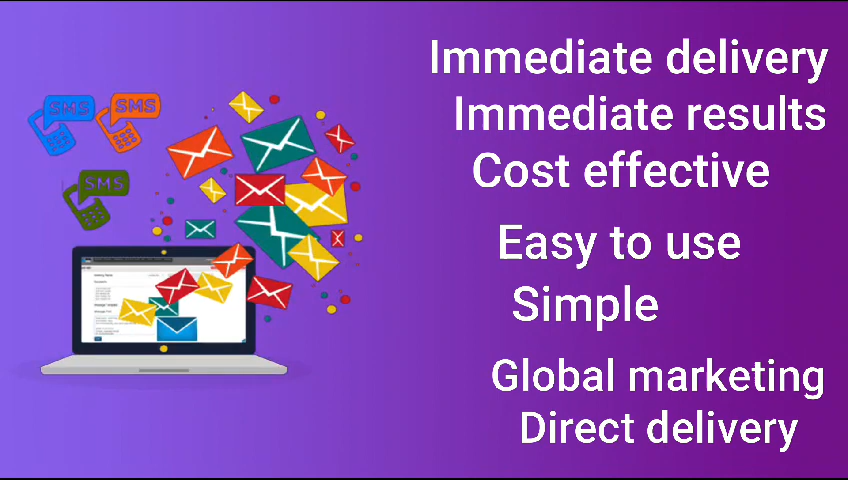 SMS
SMS
SMS
Immediate delivery
Immediate results
Cost effective
Easy to use
Simple
Global marketing
Direct delivery